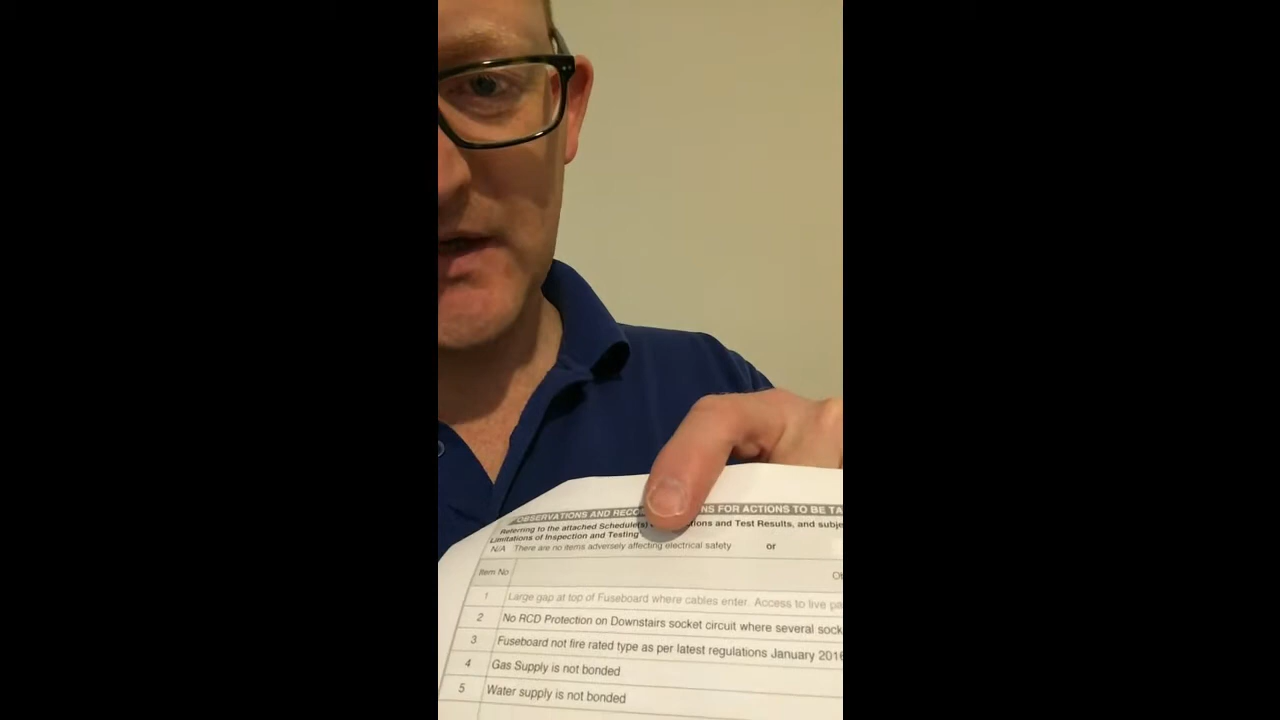 OBSERVATIONS AND RECO NS FOR ACTIONS TO BE TA
Referring to the attached Schedule(s) ions and Test Results, and subje
Limitations of Inspection and Testing
N/A There are no items adversely affecting electrical safety or
Item No
1 Large gap at top of Fuseboard where cables enter. Access to live pa
2 No RCD Protection on Downstairs socket circuit where several sock
3 Fuseboard not fire rated type as per latest regulations January 2016
4 Gas Supply is not bonded
5 Water supply is not bonded